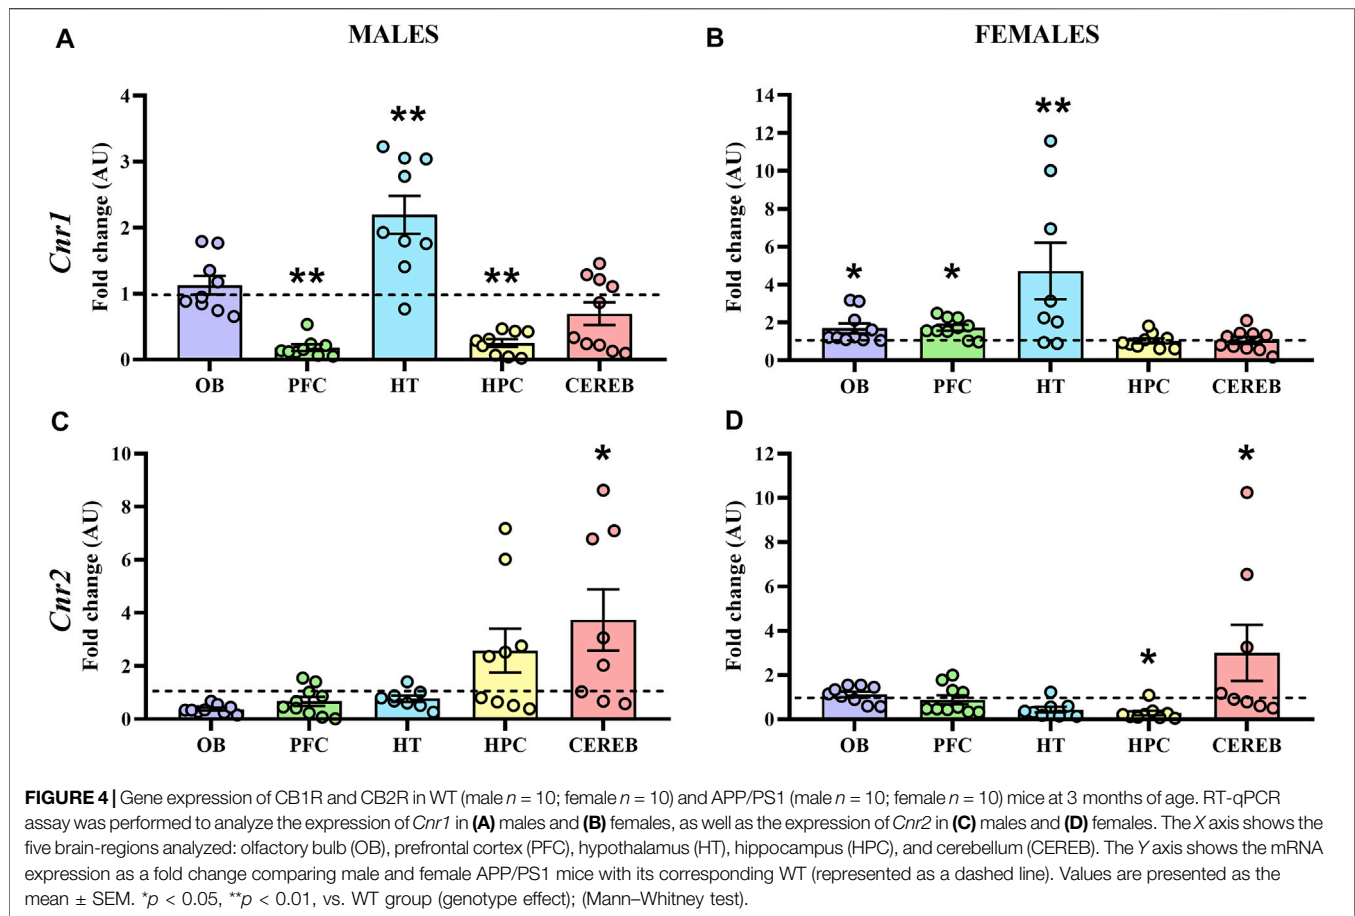 A
MALES
B
FEMALES
Cnr1
Fold change (AU)
4
3
2
1
0
**
**
**
OB
PFC
HT
HPC
CEREB
Fold change (AU)
14
12
10
8
6
4
2
0
*
*
**
OB
PFC
HT
HPC
CEREB
C
Cnr2
Fold change (AU)
10
8
6
4
2
0
*
OB
PFC
HT
HPC
CEREB
D
Fold change (AU)
12
10
8
6
4
2
0
*
*
OB
PFC
HT
HPC
CEREB
FIGURE 4 | Gene expression of CB1R and CB2R in WT (male n = 10; female n = 10) and APP/PS1 (male n = 10; female n = 10) mice at 3 months of age. RT-qPCR
assay was performed to analyze the expression of Cnr1 in (A) males and (B) females, as well as the expression of Cnr2 in (C) males and (D) females. The X axis shows the
five brain-regions analyzed: olfactory bulb (OB), prefrontal cortex (PFC), hypothalamus (HT), hippocampus (HPC), and cerebellum (CEREB). The Y axis shows the mRNA
expression as a fold change comparing male and female APP/PS1 mice with its corresponding WT (represented as a dashed line). Values are presented as the
mean ± SEM. *p < 0.05, **p < 0.01, vs. WT group (genotype effect); (Mann–Whitney test).